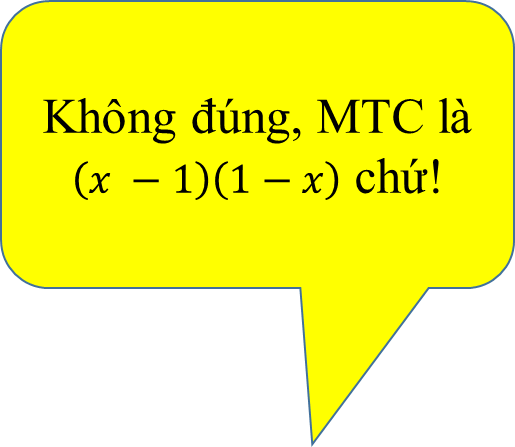 Không đúng, MTC là
(x − 1)(1 − x) chứ!